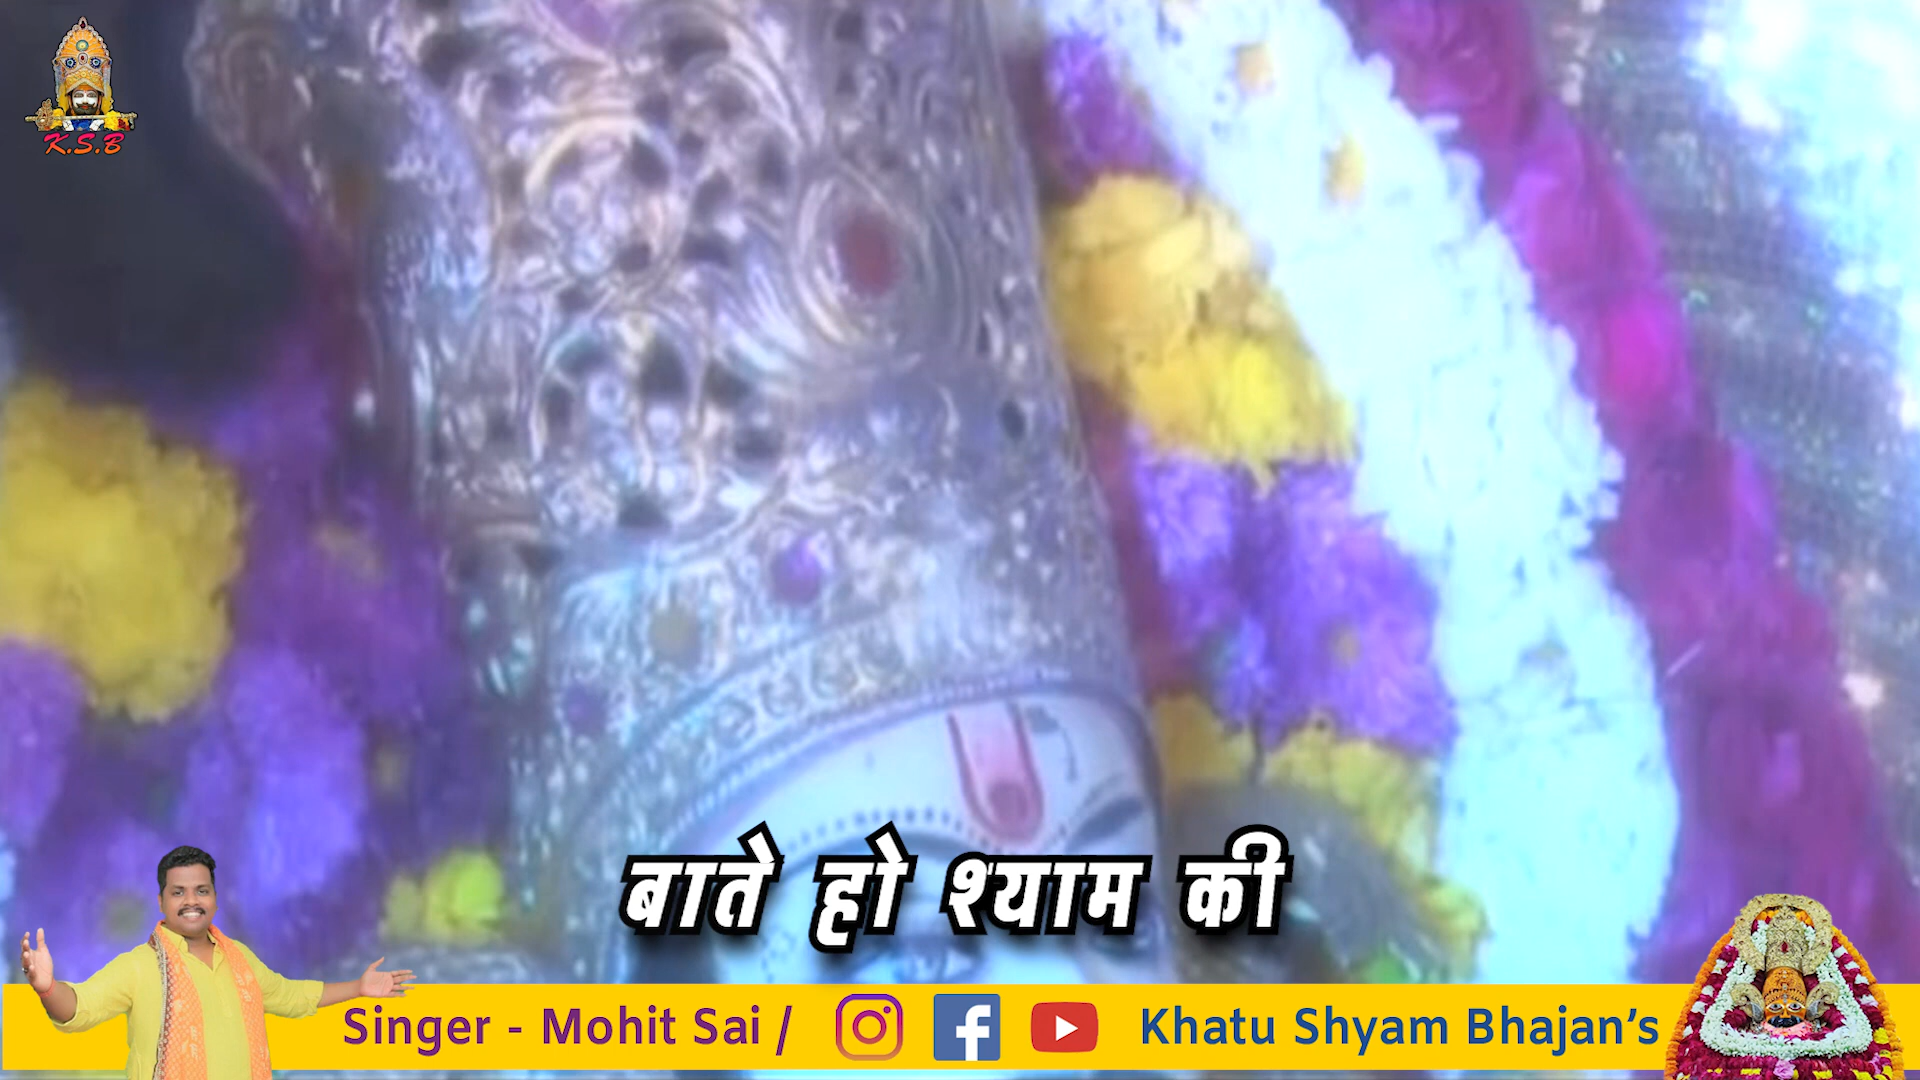 K.S.B
बाते हो श्याम की
Singer - Mohit Sai / Khatu Shyam Bhajan’s